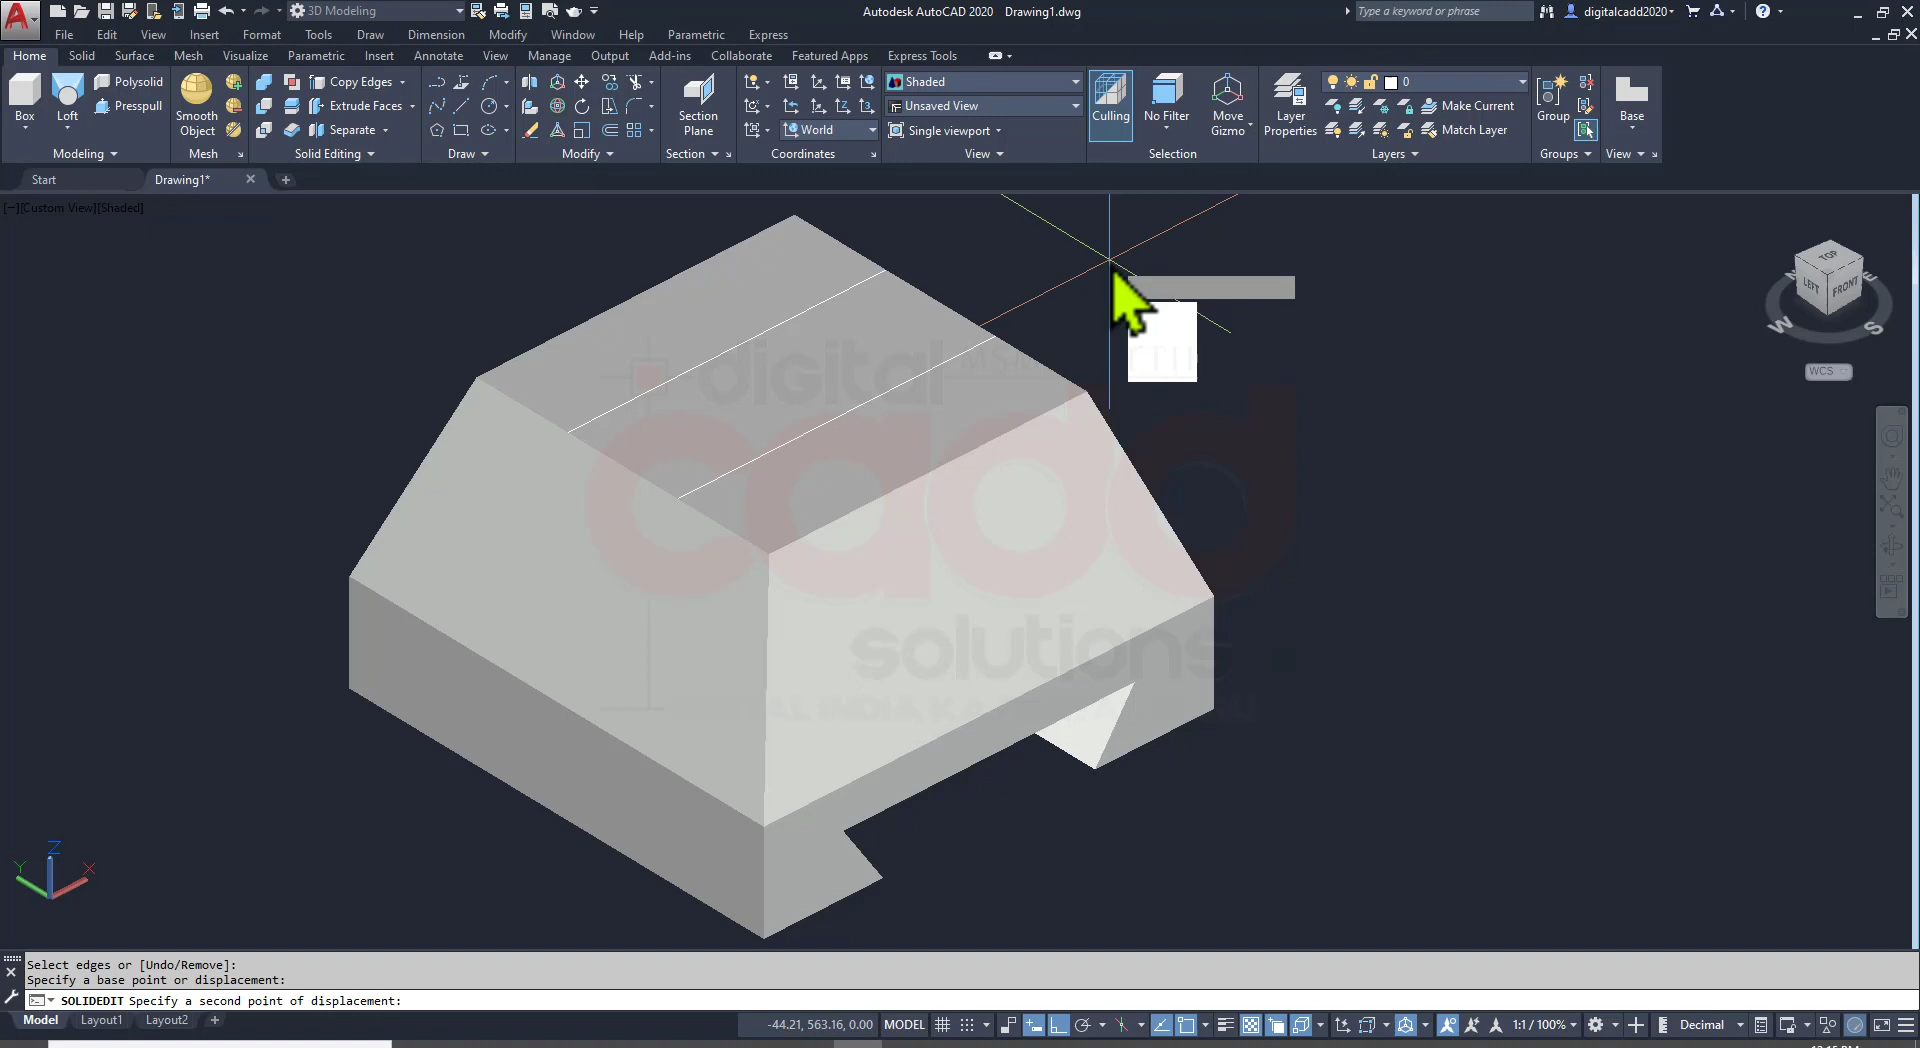 3D Modeling
Autodesk AutoCAD 2020 Drawing1.dwg
Type a keyword or phrase
digitalcadd2020
File Edit View Insert Format Tools Draw Dimension Modify Window Help Parametric Express
Home Solid Surface Mesh Visualize Parametric Insert Annotate View Manage Output Add-ins Collaborate Featured Apps Express Tools
Box
Loft
Polysolid
Presspull
Modeling
Smooth
Object
Mesh
Copy Edges
Extrude Faces
Separate
Solid Editing
Draw
Modify
Section
Plane
Section
World
Coordinates
Shaded
Unsaved View
Single viewport
View
Culling
No Filter
Move
Gizmo
Selection
Layer
Properties
0
Make Current
Match Layer
Layers
Group
Groups
Base
View
Start
Drawing1*
[−][Custom View][Shaded]
TOP
LEFT
FRONT
N
E
W
S
WCS
digital
cadd
solutions
Z
Y
X
Select edges or [Undo/Remove]:
Specify a base point or displacement:
SOLIDEDIT Specify a second point of displacement:
Model Layout1 Layout2
-44.21, 563.16, 0.00 MODEL
1:1 / 100%
Decimal